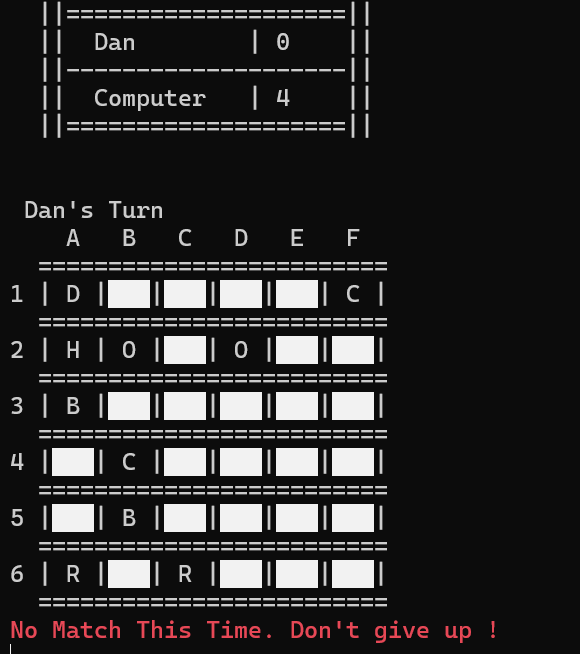 ||====================||
|| Dan | 0 ||
||--------------------||
|| Computer | 4 ||
||====================||
Dan's Turn
A B C D E F
=========================
1 | D | | | | | C |
=========================
2 | H | O | | O | | |
=========================
3 | B | | | | | |
=========================
4 | | C | | | | |
=========================
5 | | B | | | | |
=========================
6 | R | | R | | | |
=========================
No Match This Time. Don't give up !